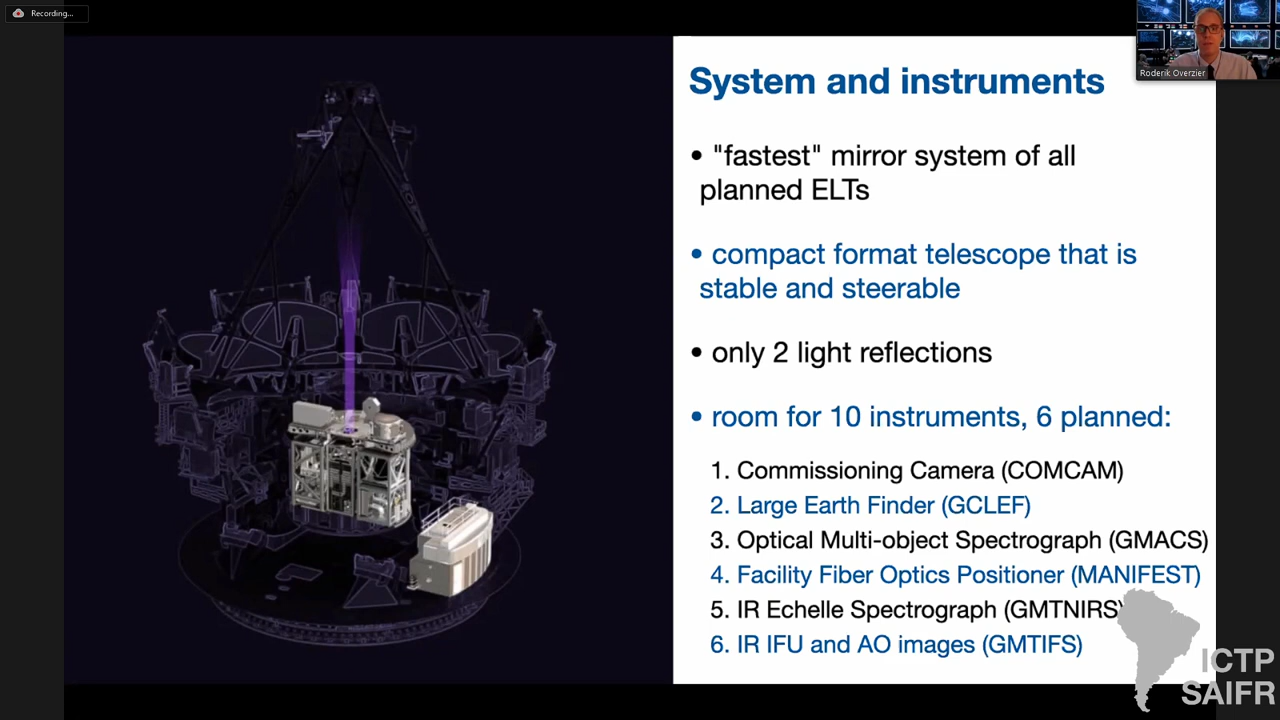 Recording...
Roderik Overzier
System and instruments
• "fastest" mirror system of all
planned ELTs
• compact format telescope that is
stable and steerable
• only 2 light reflections
• room for 10 instruments, 6 planned:
1. Commissioning Camera (COMCAM)
2. Large Earth Finder (GCLEF)
3. Optical Multi-object Spectrograph (GMACS)
4. Facility Fiber Optics Positioner (MANIFEST)
5. IR Echelle Spectrograph (GMTNIRS)
6. IR IFU and AO images (GMTIFS)
ICTP
SAIFR